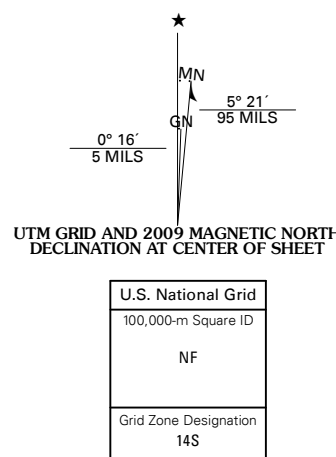 ★
MN
GN
5° 21´
95 MILS
0° 16´
5 MILS
UTM GRID AND 2009 MAGNETIC NORTH
DECLINATION AT CENTER OF SHEET
U.S. National Grid
100,000-m Square ID
NF
Grid Zone Designation
14S